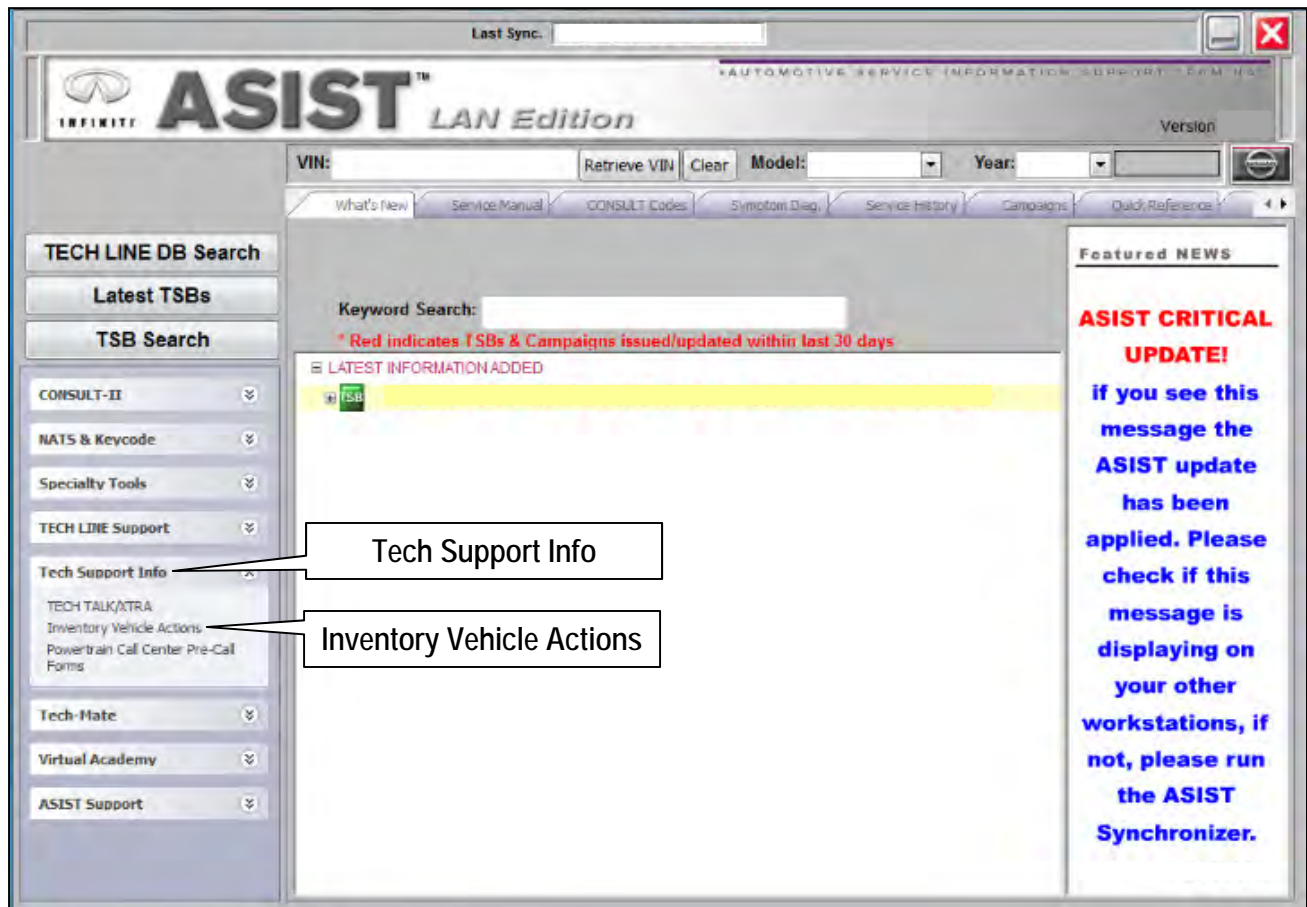 Last Sync.
INFINITI
ASIST™
LAN Edition
AUTOMOTIVE SERVICE INFORMATION SUPPORT TERMINAL
Version
VIN:
Retrieve VIN
Clear
Model:
Year:
What's New
Service Manual
CONSULT Codes
Symptom Diag.
Service History
Campaigns
Quick Reference
TECH LINE DB Search
Latest TSBs
TSB Search
CONSULT-II
NATS & Keycode
Specialty Tools
TECH LINE Support
Tech Support Info
TECH TALK/XTRA
Inventory Vehicle Actions
Powertrain Call Center Pre-Call
Forms
Tech-Mate
Virtual Academy
ASIST Support
Keyword Search:
* Red indicates TSBs & Campaigns issued/updated within last 30 days
LATEST INFORMATION ADDED
TSB
Tech Support Info
Inventory Vehicle Actions
Featured NEWS
ASIST CRITICAL
UPDATE!
if you see this
message the
ASIST update
has been
applied. Please
check if this
message is
displaying on
your other
workstations, if
not, please run
the ASIST
Synchronizer.